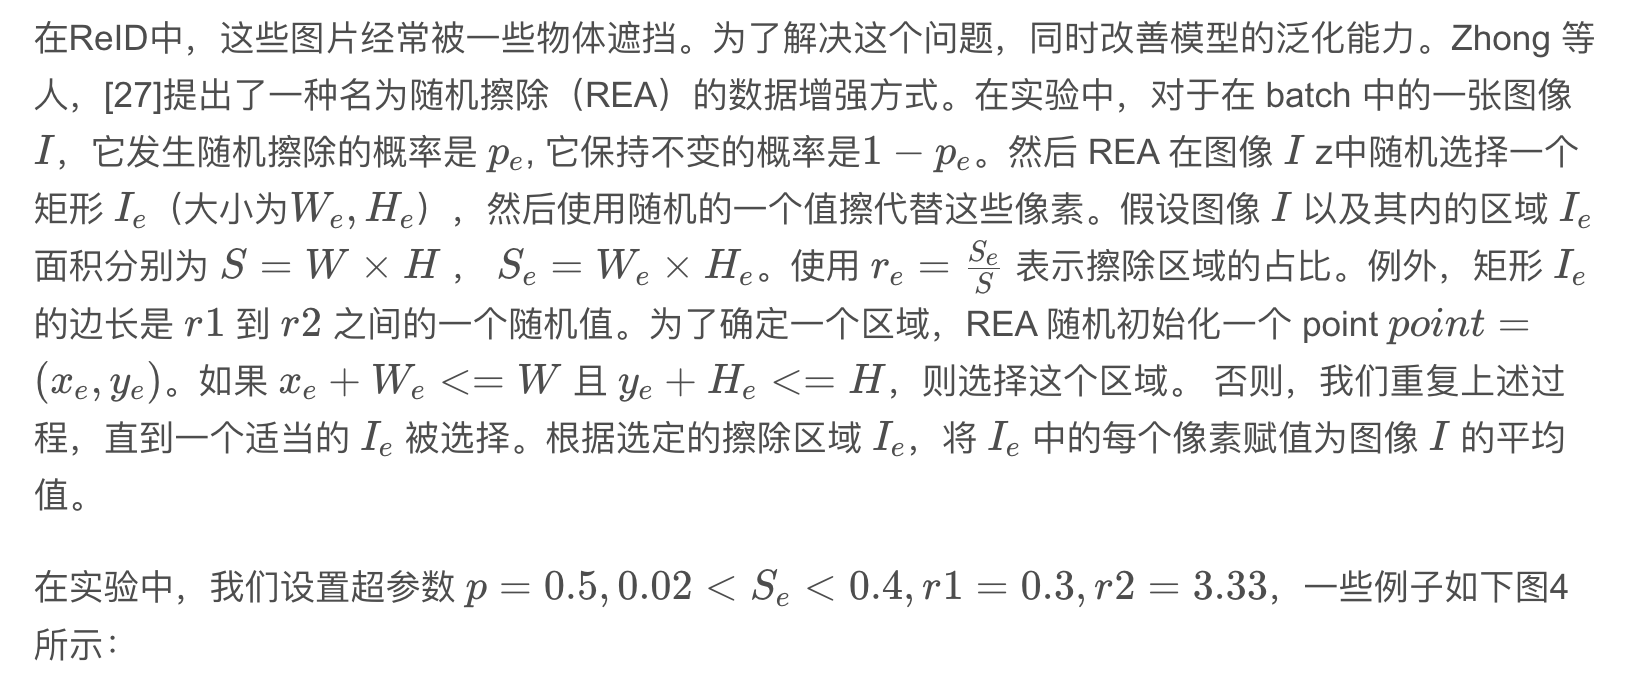 在ReID中，这些图片经常被一些物体遮挡。为了解决这个问题，同时改善模型的泛化能力。Zhong 等
人，[27]提出了一种名为随机擦除（REA）的数据增强方式。在实验中，对于在 batch 中的一张图像
I，它发生随机擦除的概率是 p_e, 它保持不变的概率是1 − p_e。然后 REA 在图像 I z中随机选择一个
矩形 I_e（大小为W_e, H_e），然后使用随机的一个值擦代替这些像素。假设图像 I 以及其内的区域 I_e
面积分别为 S = W × H ， S_e = W_e × H_e。使用 r_e = \frac{S_e}{S} 表示擦除区域的占比。例外，矩形 I_e
的边长是 r1 到 r2 之间的一个随机值。为了确定一个区域，REA 随机初始化一个 point point =
(x_e, y_e)。如果 x_e + W_e <= W 且 y_e + H_e <= H，则选择这个区域。 否则，我们重复上述过
程，直到一个适当的 I_e 被选择。根据选定的擦除区域 I_e，将 I_e 中的每个像素赋值为图像 I 的平均
值。
在实验中，我们设置超参数 p = 0.5, 0.02 < S_e < 0.4, r1 = 0.3, r2 = 3.33，一些例子如下图4
所示：